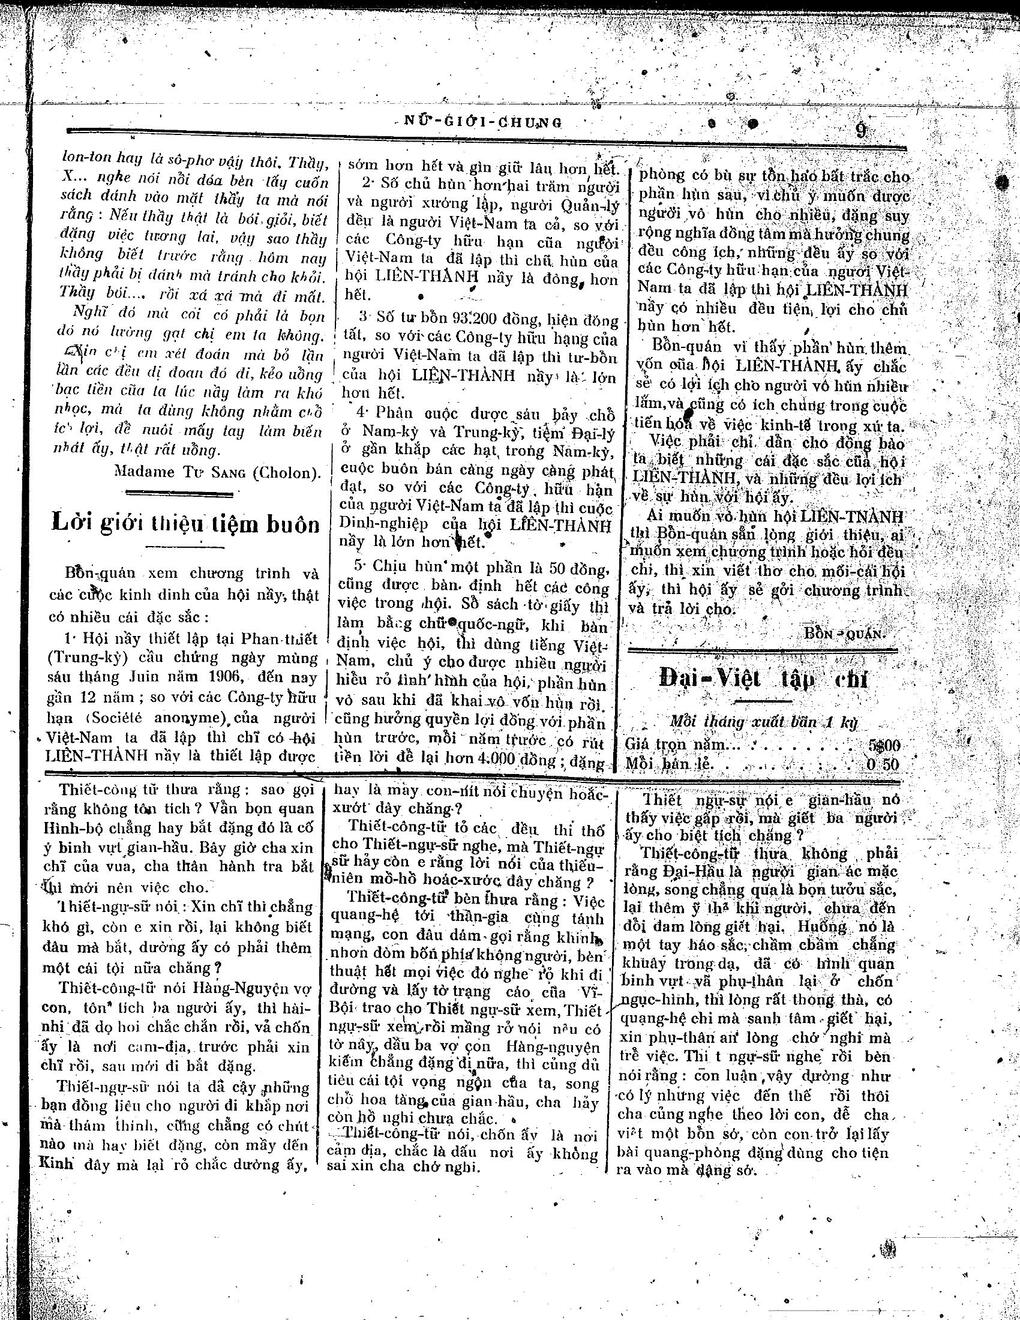 NỮ-GIỚI-CHUNG
9
lon-ton hay là sô-phơ vậy thôi. Thầy,
X... nghe nói nổi đóa bèn lấy cuốn
sách đánh vào mặt thầy ta mà nói
rằng : Nếu thầy thật là bói giỏi, biết
đặng việc tương lai, vậy sao thầy
không biết trước rằng hôm nay
thầy phải bị đánh mà tránh cho khỏi.
Thầy bói... rồi xá xá mà đi mất.
Nghĩ đó mà coi có phải là bọn
đó nó lường gạt chị em ta không.
Xin chị em xét đoán mà bỏ lần
lần các đều dị đoan đó đi, kẻo uổng
bạc tiền của ta lúc nầy làm ra khó
nhọc, mà ta dùng không nhằm chỗ
ích lợi, để nuôi mấy tay làm biến
nhát ấy, thật rất uổng.
Madame TƯ SANG (Cholon).
Lời giới thiệu tiệm buôn
Bổn-quán xem chương trình và
các cuộc kinh dinh của hội nầy, thật
có nhiều cái đặc sắc :
1· Hội nầy thiết lập tại Phan-thiết
(Trung-kỳ) cầu chứng ngày mùng
sáu tháng Juin năm 1906, đến nay
gần 12 năm ; so với các Công-ty hữu
hạn (Société anonyme) của người
Việt-Nam ta đã lập thì chỉ có hội
LIÊN-THÀNH nầy là thiết lập được
sớm hơn hết và gìn giữ lâu hơn hết.
2· Số chủ hùn hơn hai trăm người
và người xướng lập, người Quản-lý
đều là người Việt-Nam ta cả, so với
các Công-ty hữu hạn của người
Việt-Nam ta đã lập thì chủ hùn của
hội LIÊN-THÀNH nầy là đông hơn
hết.
3· Số tư bổn 93.200 đồng, hiện đóng
tất, so với các Công-ty hữu hạng của
người Việt-Nam ta đã lập thì tư-bổn
của hội LIÊN-THÀNH nầy là lớn
hơn hết.
4· Phân cuộc được sáu bảy chỗ
ở Nam-kỳ và Trung-kỳ, tiệm Đại-lý
ở gần khắp các hạt trong Nam-kỳ,
cuộc buôn bán càng ngày càng phát
đạt, so với các Công-ty hữu hạn
của người Việt-Nam ta đã lập thì cuộc
Dinh-nghiệp của hội LIÊN-THÀNH
nầy là lớn hơn hết.
5· Chịu hùn một phần là 50 đồng,
cũng được bàn định hết các công
việc trong hội. Sổ sách tờ giấy thì
làm bằng chữ quốc-ngữ, khi bàn
định việc hội, thì dùng tiếng Việt-
Nam, chủ ý cho được nhiều người
hiểu rỏ tình hình của hội, phần hùn
vô sau khi đã khai vô vốn hùn rồi
cũng hưởng quyền lợi đồng với phần
hùn trước, mỗi năm trước có rút
tiền lời để lại hơn 4.000 đồng ; đặng
phòng có bù sự tổn hao bất trắc cho
phần hùn sau, vì chủ ý muốn được
người vô hùn cho nhiều, đặng suy
rộng nghĩa đồng tâm mà hưởng chung
đều công ích, những đều ấy so với
các Công-ty hữu hạn của người Việt-
Nam ta đã lập thì hội LIÊN-THÀNH
nầy có nhiều đều tiện lợi cho chủ
hùn hơn hết.
Bổn-quán vì thấy phần hùn thêm
vốn của hội LIÊN-THÀNH ấy chắc
sẽ có lợi ích cho người vô hùn nhiều
lắm, và cũng có ích chung trong cuộc
tiến hóa về việc kinh-tế trong xứ ta.
Việc phải chỉ dẫn cho đồng bào
ta biết những cái đặc sắc của hội
LIÊN-THÀNH, và những đều lợi ích
về sự hùn với hội ấy.
Ai muốn vô hùn hội LIÊN-TNÀNH
thì Bổn-quán sẵn lòng giới thiệu, ai
muốn xem chương trình hoặc hỏi đều
chi, thì xin viết thơ cho mỗi cái hội
ấy, thì hội ấy sẽ gởi chương trình
và trả lời cho.
BỔN-QUÁN.
Đại-Việt tập chí
Mỗi tháng xuất bản 1 kỳ
Giá trọn năm... . . . . . . . . 5$00
Mỗi bản lẻ. . . . . . . . . . 0 50
Thiết-công tử thưa rằng : sao gọi
rằng không tôn tích ? Vẫn bọn quan
Hình-bộ chẳng hay bắt đặng đó là cố
ý binh vực gian-hầu. Bây giờ cha xin
chỉ của vua, cha thân hành tra bắt
thì mới nên việc cho.
Thiết-ngự-sử nói : Xin chỉ thì chẳng
khó gì, còn e xin rồi, lại không biết
đâu mà bắt, dường ấy có phải thêm
một cái tội nữa chăng ?
Thiết-công-tử nói Hàng-Nguyện vợ
con, tôn tích ba người ấy, thì hài-
nhi đã dọ hỏi chắc chắn rồi, vả chốn
ấy là nơi cam-địa, trước phải xin
chỉ rồi, sau mới đi bắt đặng.
Thiết-ngự-sử nói ta đã cậy những
bạn đồng liêu cho người đi khắp nơi
mà thám thính, cũng chẳng có chút
nào mà hay biết đặng, còn mầy đến
Kinh đây mà lại rỏ chắc dường ấy,
hay là mầy con-nít nói chuyện hoắc-
xướt đây chăng ?
Thiết-công-tử tỏ các đều thỉ thố
cho Thiết-ngự-sử nghe, mà Thiết-ngự
sử hãy còn e rằng lời nói của thiếu-
niên mồ-hồ hoác-xước đây chăng ?
Thiết-công-tử bèn thưa rằng : Việc
quang-hệ tới thần-gia cùng tánh
mạng, con đâu dám gọi rằng khinh,
nhơn dòm bốn phía không người, bèn
thuật hết mọi việc đó nghe rỏ khi đi
đường và lấy tờ trạng cáo của Vi-
Bội trao cho Thiết ngự-sử xem, Thiết
ngự-sử xem rồi mầng rở nói nếu có
tờ nầy, dầu ba vợ con Hàng-nguyện
kiếm chẳng đặng đi nữa, thì củng đủ
tiêu cái tội vọng ngôn của ta, song
chỗ hoa tàng của gian-hầu, cha hãy
còn hồ nghi chưa chắc.
Thiết-công-tử nói, chốn ấy là nơi
cảm địa, chắc là dấu nơi ấy không
sai xin cha chớ nghi.
Thiết ngự-sự nói e gian-hầu nó
thấy việc gấp rồi, mà giết ba người
ấy cho biệt tích chăng ?
Thiết-công-tử thưa không phải
rằng Đại-Hầu là người gian ác mặc
lòng, song chẳng qua là bọn tưởu sắc,
lại thêm ỷ thế khi người, chưa đến
đổi đam lòng giết hại. Huống nó là
một tay háo sắc, chầm chầm chẳng
khuây trong dạ, đã có hình quan
binh vực và phụ-thân lại ở chốn
ngục-hình, thì lòng rất thong thả, có
quạng-hệ chi mà sanh tâm giết hại,
xin phụ-thân an lòng chớ nghi mà
trể việc. Thiết ngự-sử nghe rồi bèn
nói rằng : con luận vậy dường như
có lý nhưng việc đến thế rồi thôi
cha củng nghe theo lời con, để cha
viết một bổn sớ, còn con trở lại lấy
bài quang-phòng đặng dùng cho tiện
ra vào mà dâng sớ.